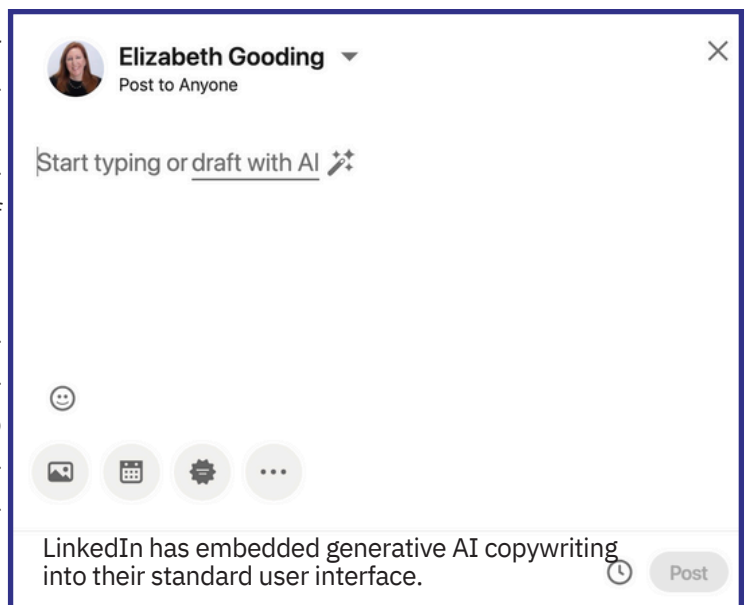 Elizabeth Gooding
Post to Anyone
Start typing or draft with AI
LinkedIn has embedded generative AI copywriting
into their standard user interface.
Post